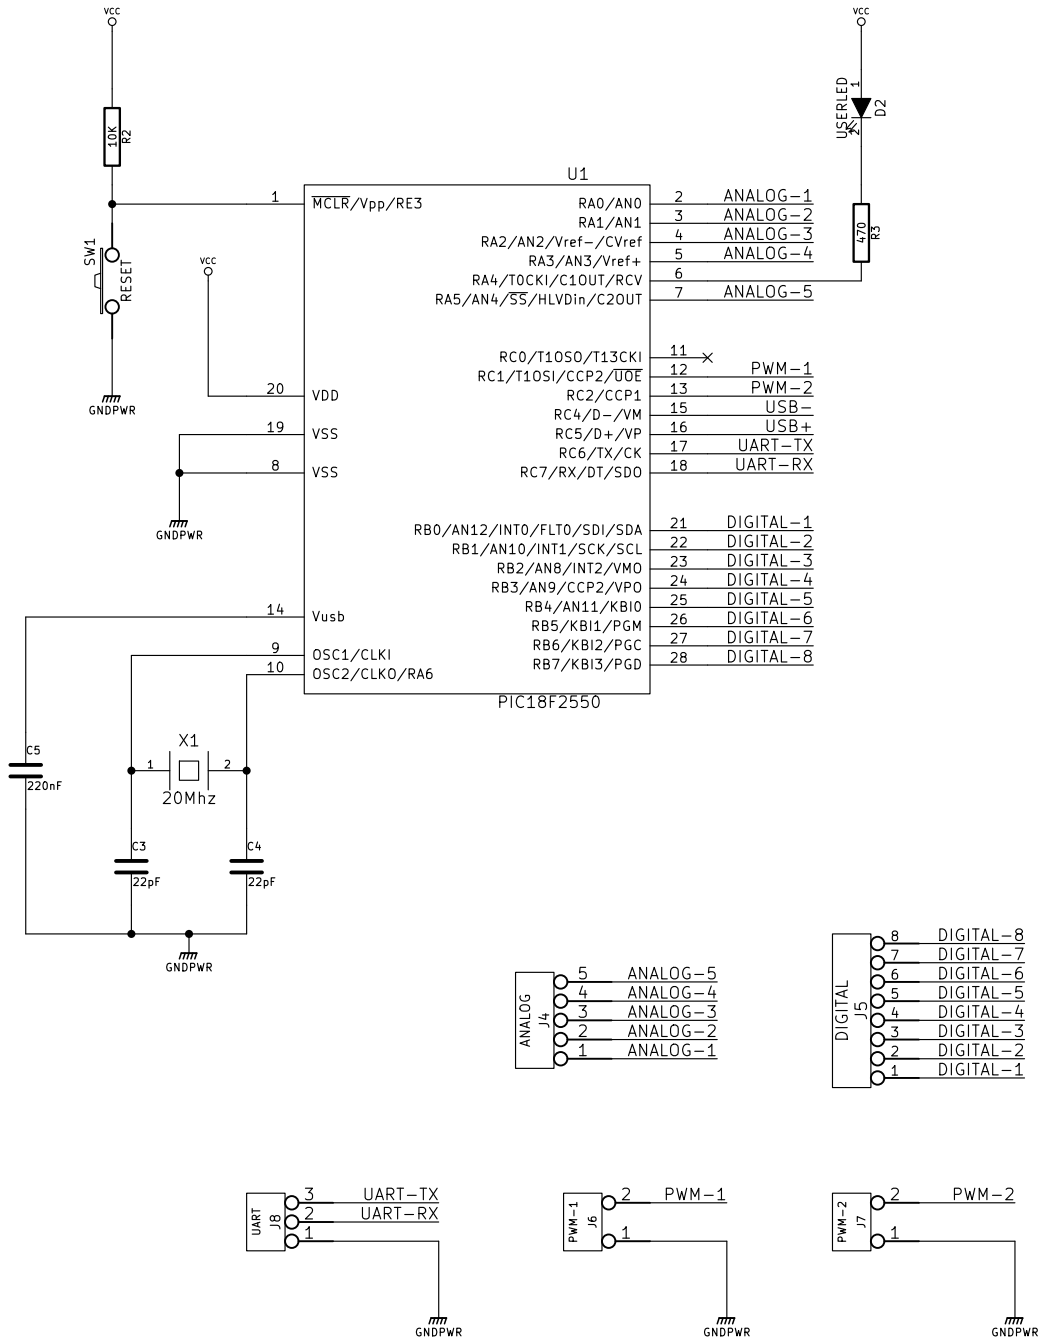 VCC
10K
R2
SW1
RESET
GNDPWR
VCC
USERLED
1
2
D2
470
R3
VCC
U1
1 MCLR/Vpp/RE3
20 VDD
19 VSS
8 VSS
14 Vusb
9 OSC1/CLKI
10 OSC2/CLKO/RA6
RA0/AN0 2 ANALOG-1
RA1/AN1 3 ANALOG-2
RA2/AN2/Vref-/CVref 4 ANALOG-3
RA3/AN3/Vref+ 5 ANALOG-4
RA4/T0CKI/C1OUT/RCV 6
RA5/AN4/SS/HLVDin/C2OUT 7 ANALOG-5
RC0/T1OSO/T13CKI 11
RC1/T1OSI/CCP2/UOE 12 PWM-1
RC2/CCP1 13 PWM-2
RC4/D-/VM 15 USB-
RC5/D+/VP 16 USB+
RC6/TX/CK 17 UART-TX
RC7/RX/DT/SDO 18 UART-RX
RB0/AN12/INT0/FLT0/SDI/SDA 21 DIGITAL-1
RB1/AN10/INT1/SCK/SCL 22 DIGITAL-2
RB2/AN8/INT2/VMO 23 DIGITAL-3
RB3/AN9/CCP2/VPO 24 DIGITAL-4
RB4/AN11/KBI0 25 DIGITAL-5
RB5/KBI1/PGM 26 DIGITAL-6
RB6/KBI2/PGC 27 DIGITAL-7
RB7/KBI3/PGD 28 DIGITAL-8
PIC18F2550
GNDPWR
C5
220nF
X1
1 2
20Mhz
C3
22pF
C4
22pF
GNDPWR
ANALOG
J4
5 ANALOG-5
4 ANALOG-4
3 ANALOG-3
2 ANALOG-2
1 ANALOG-1
DIGITAL
J5
8 DIGITAL-8
7 DIGITAL-7
6 DIGITAL-6
5 DIGITAL-5
4 DIGITAL-4
3 DIGITAL-3
2 DIGITAL-2
1 DIGITAL-1
UART
J8
3 UART-TX
2 UART-RX
1
GNDPWR
PWM-1
J6
2 PWM-1
1
GNDPWR
PWM-2
J7
2 PWM-2
1
GNDPWR